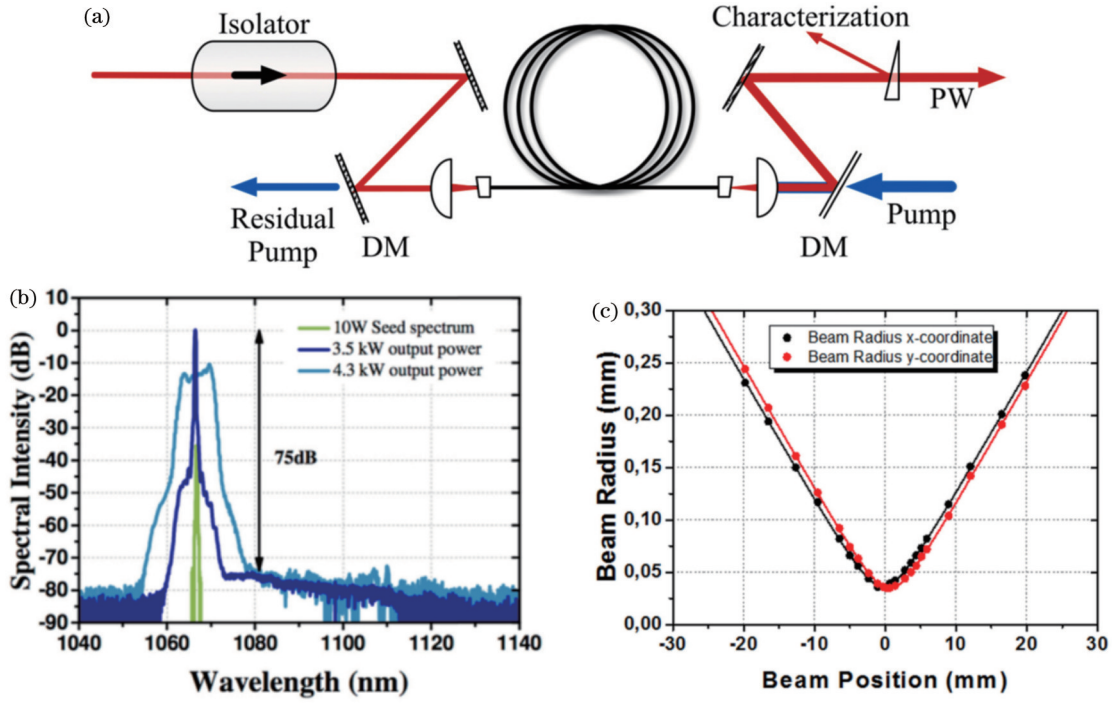 (a)
Isolator
Characterization
PW
Residual
Pump
DM
DM
Pump
(b)
10
0
-10
-20
-30
-40
-50
-60
-70
-80
-90
Spectral Intensity (dB)
10W Seed spectrum
3.5 kW output power
4.3 kW output power
75dB
1040 1060 1080 1100 1120 1140
Wavelength (nm)
(c)
0,30
0,25
0,20
0,15
0,10
0,05
0,00
Beam Radius (mm)
Beam Radius x-coordinate
Beam Radius y-coordinate
-30 -20 -10 0 10 20 30
Beam Position (mm)